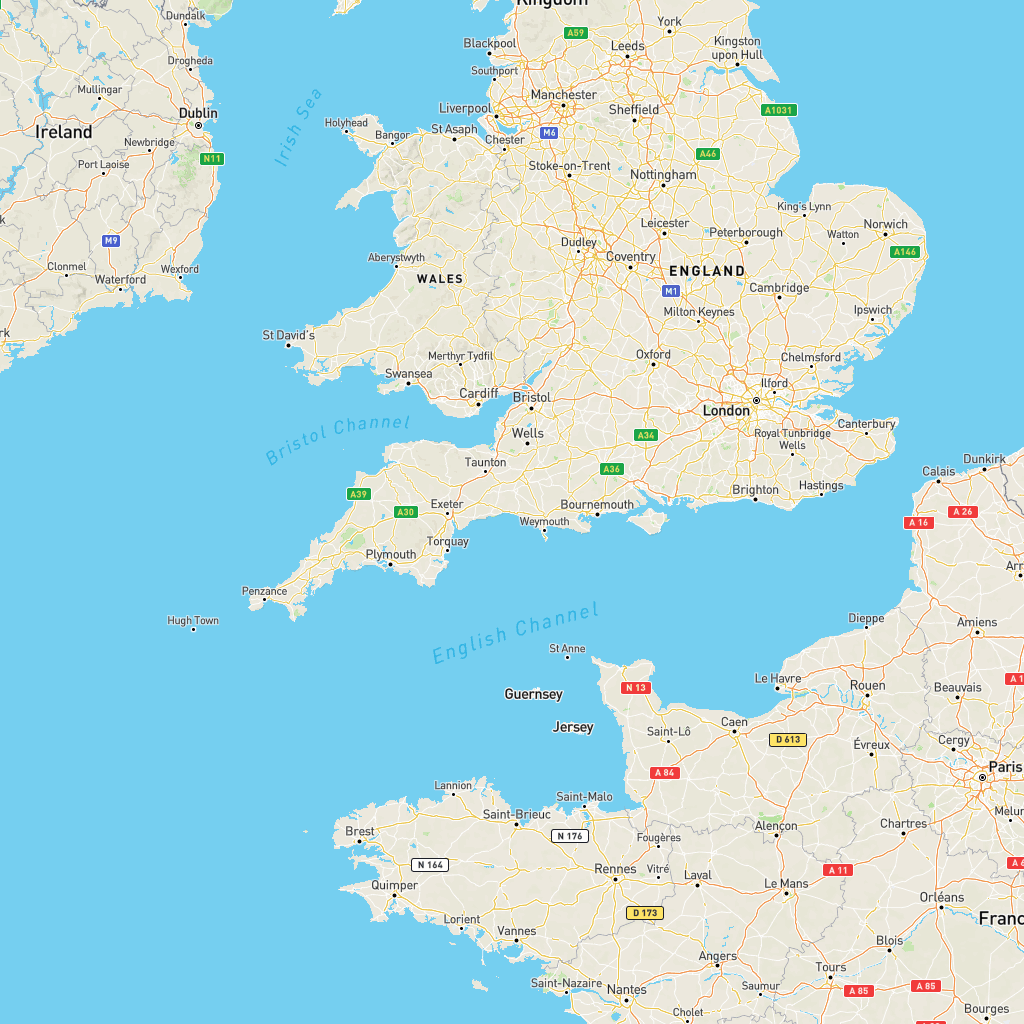 Kingdom
Dundalk
York
A59
Blackpool
Leeds
Kingston
upon Hull
Drogheda
Southport
Mullingar
Manchester
Liverpool
Sheffield
A1031
Dublin
Irish Sea
Holyhead
Ireland
Bangor
St Asaph
M6
Chester
Newbridge
N11
A46
Port Laoise
Stoke-on-Trent
Nottingham
King's Lynn
Leicester
Norwich
Peterborough
Watton
M9
Dudley
A146
Aberystwyth
Coventry
ENGLAND
Clonmel
Wexford
WALES
Waterford
M1
Cambridge
Milton Keynes
Ipswich
St David's
rk
Merthyr Tydfil
Oxford
Chelmsford
Swansea
Ilford
Cardiff
Bristol
London
Bristol Channel
Wells
A34
Canterbury
Royal Tunbridge
Wells
Taunton
A36
Dunkirk
Calais
A39
Hastings
Brighton
Exeter
A30
Bournemouth
Weymouth
A 26
A 16
Torquay
Plymouth
Arr
Penzance
Hugh Town
English Channel
Dieppe
Amiens
St Anne
Le Havre
A 1
Rouen
N 13
Guernsey
Beauvais
Jersey
Caen
Saint-Lô
D 613
Évreux
Cergy
Paris
A 84
Lannion
Saint-Malo
Saint-Brieuc
Melun
Brest
N 176
Alençon
Chartres
Fougères
N 164
A 6
Rennes
Vitré
A 11
Quimper
Laval
Le Mans
Orléans
D 173
Lorient
Franc
Vannes
Blois
Angers
Tours
Saint-Nazaire
Saumur
A 85
A 85
Nantes
Cholet
Bourges